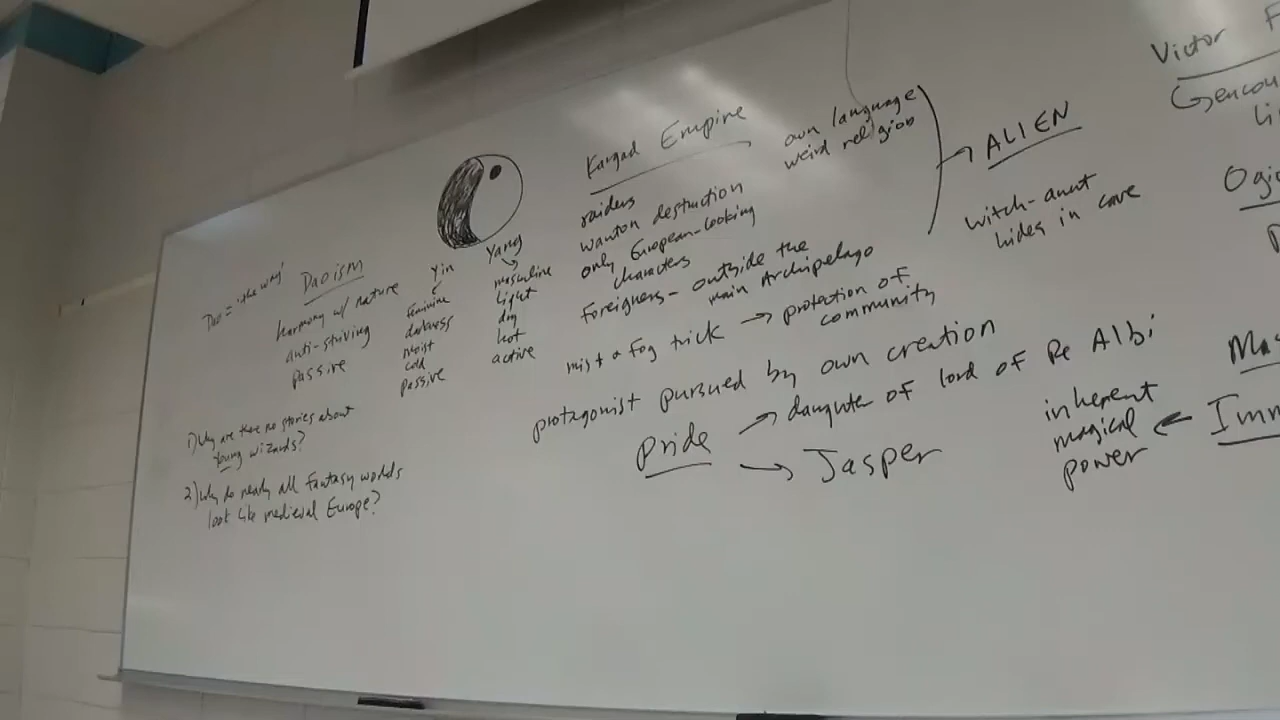 Dao = 'the way'
Daoism
harmony w/ nature
anti-striving
passive
Yin
feminine
darkness
moist
cold
passive
Yang
masculine
light
dry
hot
active
1) Why are there no stories about
young wizards?
2) Why do nearly all fantasy worlds
look like medieval Europe?
Kargad Empire
raiders
wanton destruction
only European-looking
characters
foreigners - outside the
main Archipelago
own language
weird religion
ALIEN
witch-aunt
hides in cave
mist & fog trick → protection of
community
protagonist pursued by own creation
Pride
→ daughter of lord of Re Albi
→ Jasper
inherent
magical
power
Victor F